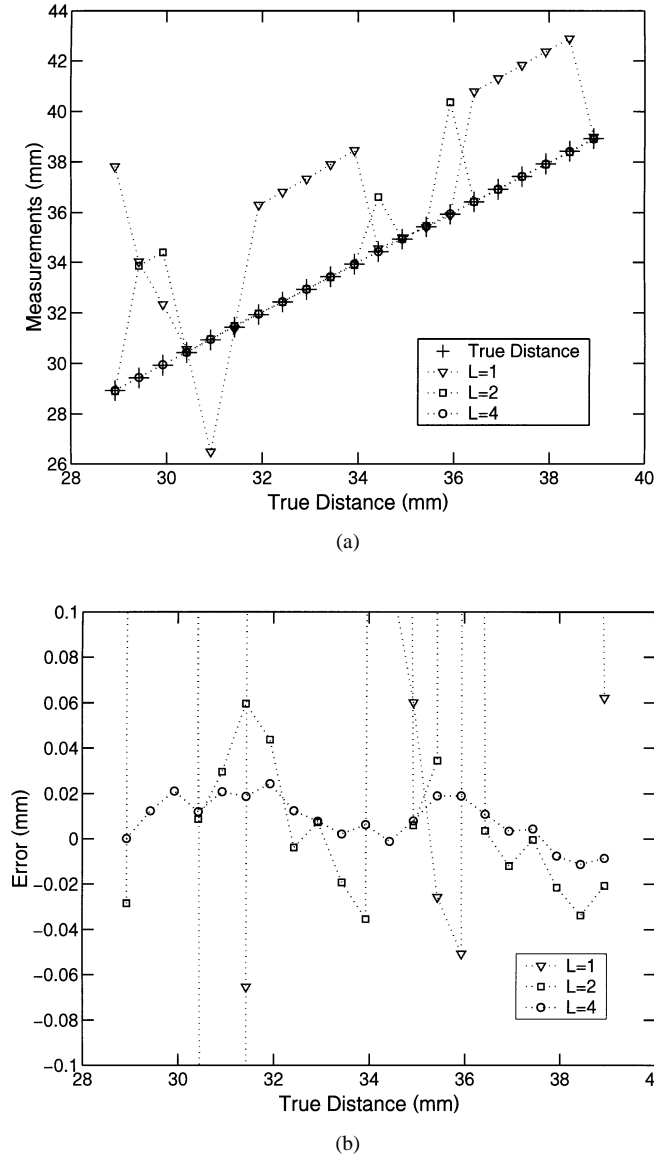 44
42
40
38
36
34
32
30
28
26
Measurements (mm)
True Distance
L=1
L=2
L=4
28 30 32 34 36 38 40
True Distance (mm)
(a)
0.1
0.08
0.06
0.04
0.02
0
−0.02
−0.04
−0.06
−0.08
−0.1
Error (mm)
L=1
L=2
L=4
28 30 32 34 36 38 4
True Distance (mm)
(b)